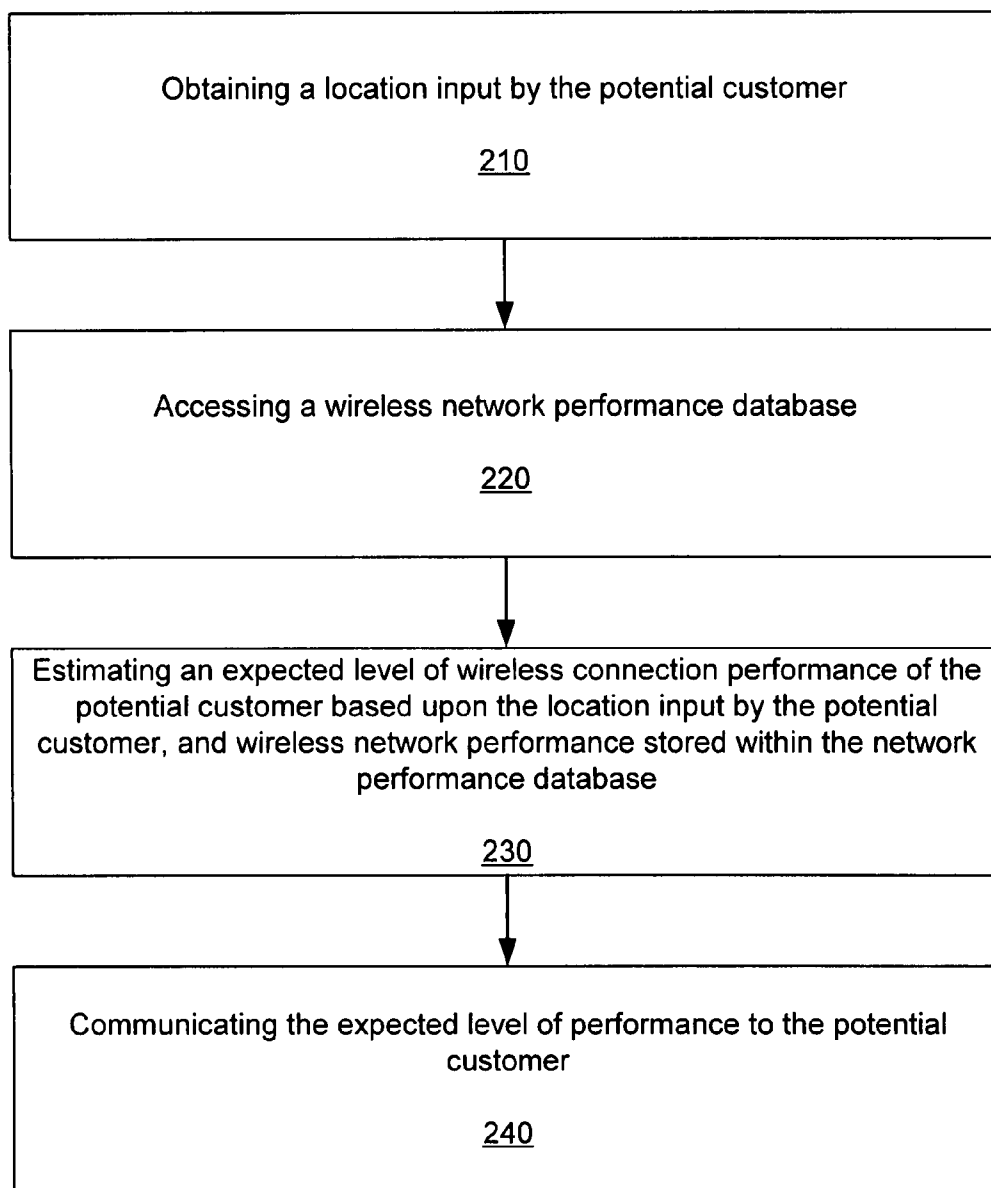 Obtaining a location input by the potential customer
210
Accessing a wireless network performance database
220
Estimating an expected level of wireless connection performance of the
potential customer based upon the location input by the potential
customer, and wireless network performance stored within the network
performance database
230
Communicating the expected level of performance to the potential
customer
240